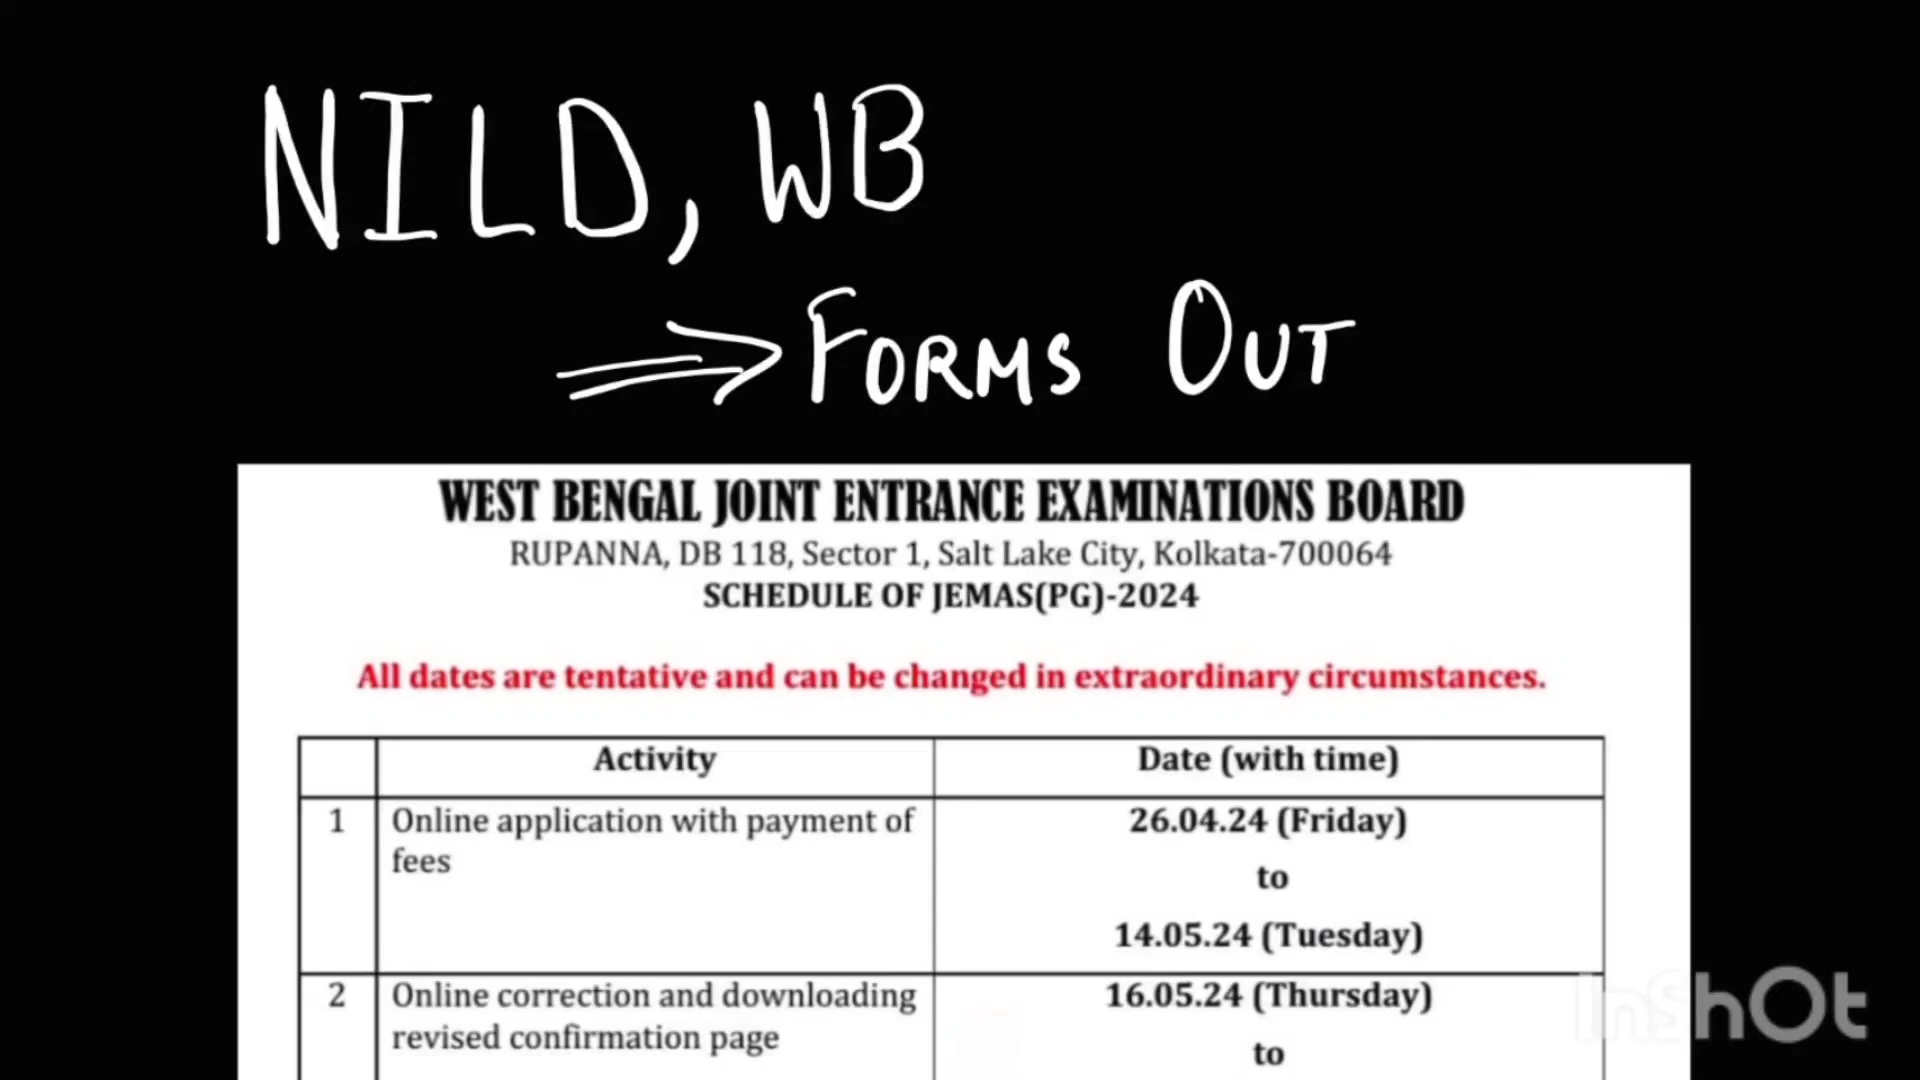 NILD, WB
⇒ FORMS OUT
WEST BENGAL JOINT ENTRANCE EXAMINATIONS BOARD
RUPANNA, DB 118, Sector 1, Salt Lake City, Kolkata-700064
SCHEDULE OF JEMAS(PG)-2024
All dates are tentative and can be changed in extraordinary circumstances.
Activity Date (with time)
1 Online application with payment of fees 26.04.24 (Friday) to 14.05.24 (Tuesday)
2 Online correction and downloading revised confirmation page 16.05.24 (Thursday) to
InShOt